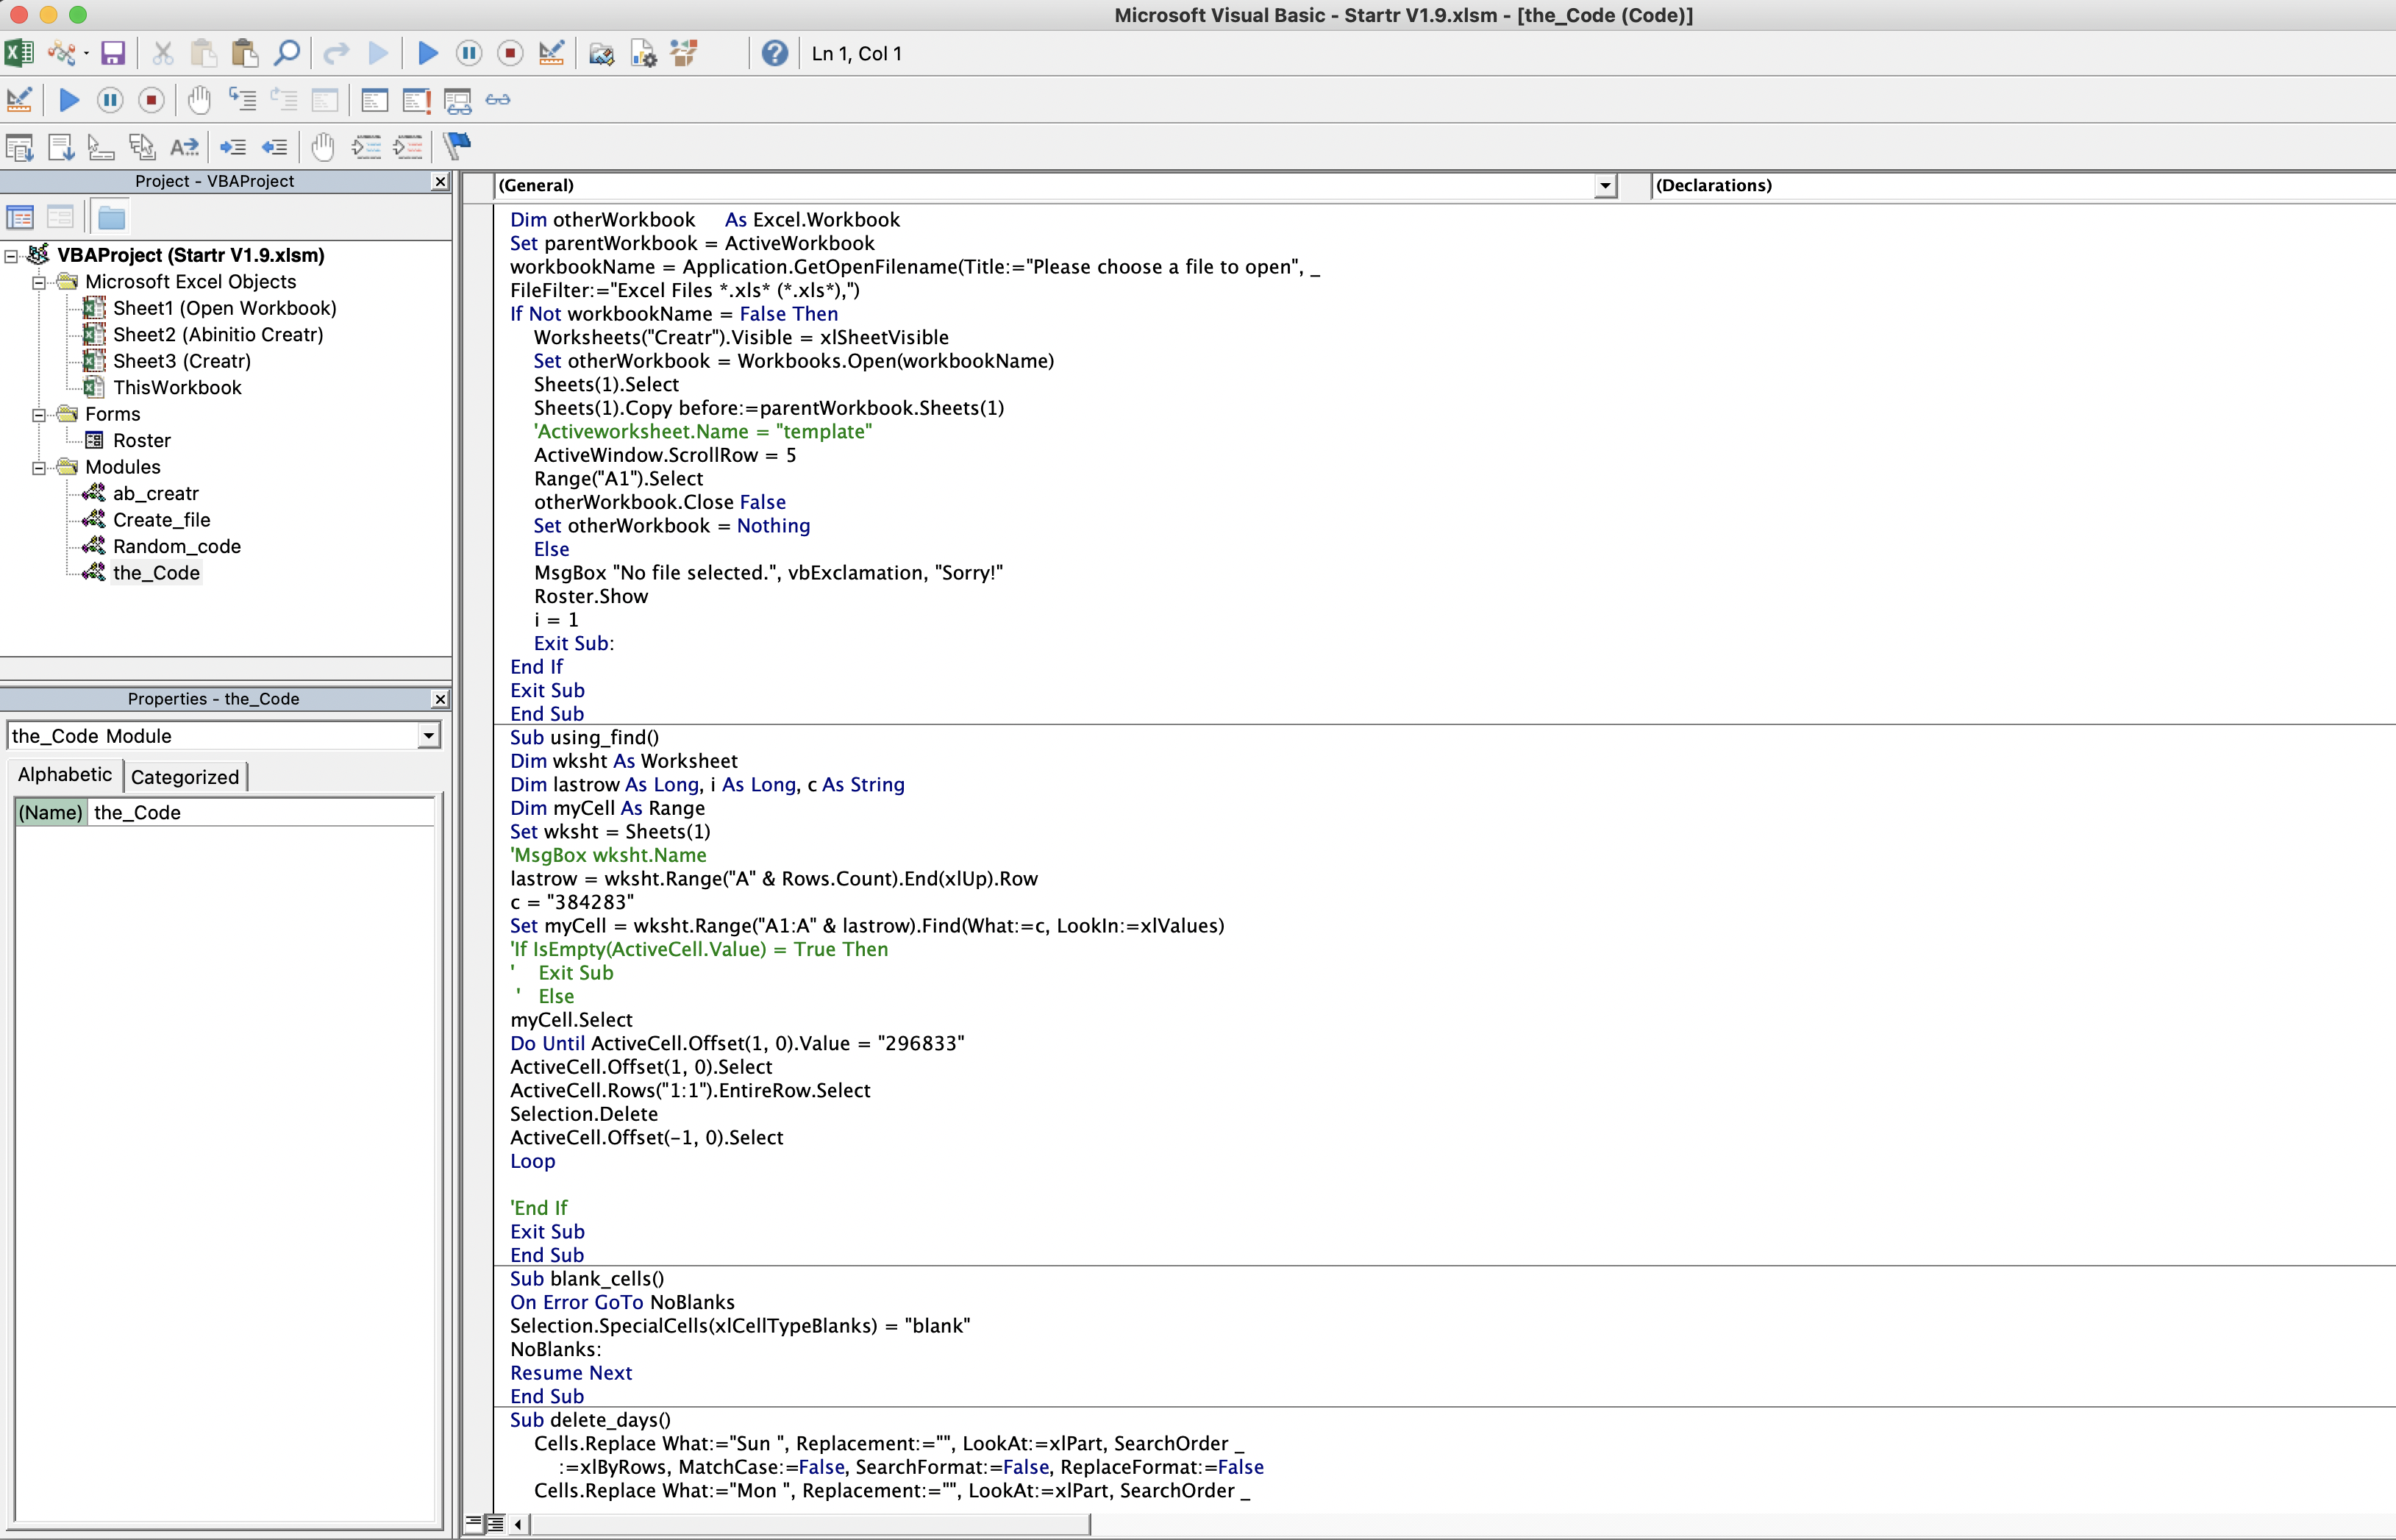 Microsoft Visual Basic - Startr V1.9.xlsm - [the_Code (Code)]
Ln 1, Col 1
Project - VBAProject
VBAProject (Startr V1.9.xlsm)
Microsoft Excel Objects
Sheet1 (Open Workbook)
Sheet2 (Abinitio Creatr)
Sheet3 (Creatr)
ThisWorkbook
Forms
Roster
Modules
ab_creatr
Create_file
Random_code
the_Code
Properties - the_Code
the_Code Module
Alphabetic
Categorized
(Name) the_Code
(General)
(Declarations)
Dim otherWorkbook     As Excel.Workbook
Set parentWorkbook = ActiveWorkbook
workbookName = Application.GetOpenFilename(Title:="Please choose a file to open", _
FileFilter:="Excel Files *.xls* (*.xls*),")
If Not workbookName = False Then
    Worksheets("Creatr").Visible = xlSheetVisible
    Set otherWorkbook = Workbooks.Open(workbookName)
    Sheets(1).Select
    Sheets(1).Copy before:=parentWorkbook.Sheets(1)
    'Activeworksheet.Name = "template"
    ActiveWindow.ScrollRow = 5
    Range("A1").Select
    otherWorkbook.Close False
    Set otherWorkbook = Nothing
    Else
    MsgBox "No file selected.", vbExclamation, "Sorry!"
    Roster.Show
    i = 1
    Exit Sub:
End If
Exit Sub
End Sub
Sub using_find()
Dim wksht As Worksheet
Dim lastrow As Long, i As Long, c As String
Dim myCell As Range
Set wksht = Sheets(1)
'MsgBox wksht.Name
lastrow = wksht.Range("A" & Rows.Count).End(xlUp).Row
c = "384283"
Set myCell = wksht.Range("A1:A" & lastrow).Find(What:=c, LookIn:=xlValues)
'If IsEmpty(ActiveCell.Value) = True Then
'    Exit Sub
 '   Else
myCell.Select
Do Until ActiveCell.Offset(1, 0).Value = "296833"
ActiveCell.Offset(1, 0).Select
ActiveCell.Rows("1:1").EntireRow.Select
Selection.Delete
ActiveCell.Offset(-1, 0).Select
Loop
'End If
Exit Sub
End Sub
Sub blank_cells()
On Error GoTo NoBlanks
Selection.SpecialCells(xlCellTypeBlanks) = "blank"
NoBlanks:
Resume Next
End Sub
Sub delete_days()
    Cells.Replace What:="Sun ", Replacement:="", LookAt:=xlPart, SearchOrder _
        :=xlByRows, MatchCase:=False, SearchFormat:=False, ReplaceFormat:=False
    Cells.Replace What:="Mon ", Replacement:="", LookAt:=xlPart, SearchOrder _